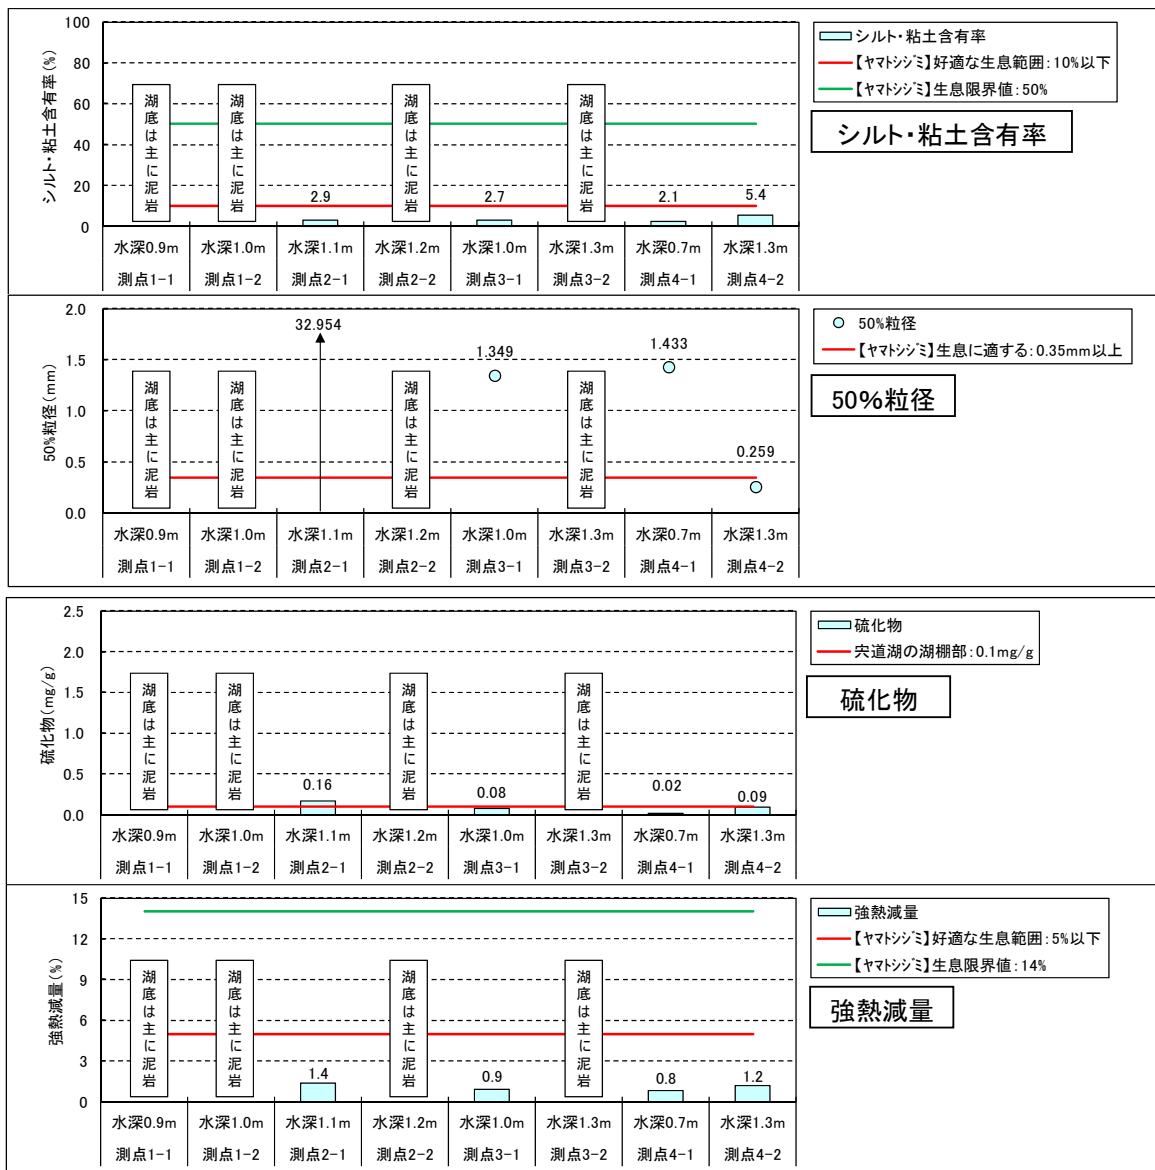 シルト・粘土含有率(%)
100
80
60
40
20
0
湖底は主に泥岩
湖底は主に泥岩
2.9
湖底は主に泥岩
2.7
湖底は主に泥岩
2.1
5.4
水深0.9m 水深1.0m 水深1.1m 水深1.2m 水深1.0m 水深1.3m 水深0.7m 水深1.3m
測点1-1 測点1-2 測点2-1 測点2-2 測点3-1 測点3-2 測点4-1 測点4-2
シルト・粘土含有率
【ヤマトシジミ】好適な生息範囲：10%以下
【ヤマトシジミ】生息限界値：50%
シルト・粘土含有率
50%粒径(mm)
2.0
1.5
1.0
0.5
0.0
湖底は主に泥岩
湖底は主に泥岩
32.954
湖底は主に泥岩
1.349
湖底は主に泥岩
1.433
0.259
水深0.9m 水深1.0m 水深1.1m 水深1.2m 水深1.0m 水深1.3m 水深0.7m 水深1.3m
測点1-1 測点1-2 測点2-1 測点2-2 測点3-1 測点3-2 測点4-1 測点4-2
50%粒径
【ヤマトシジミ】生息に適する：0.35mm以上
50%粒径
硫化物(mg/g)
2.5
2.0
1.5
1.0
0.5
0.0
湖底は主に泥岩
湖底は主に泥岩
0.16
湖底は主に泥岩
0.08
湖底は主に泥岩
0.02
0.09
水深0.9m 水深1.0m 水深1.1m 水深1.2m 水深1.0m 水深1.3m 水深0.7m 水深1.3m
測点1-1 測点1-2 測点2-1 測点2-2 測点3-1 測点3-2 測点4-1 測点4-2
硫化物
宍道湖の湖棚部：0.1mg/g
硫化物
強熱減量(%)
15
12
9
6
3
0
湖底は主に泥岩
湖底は主に泥岩
1.4
湖底は主に泥岩
0.9
湖底は主に泥岩
0.8
1.2
水深0.9m 水深1.0m 水深1.1m 水深1.2m 水深1.0m 水深1.3m 水深0.7m 水深1.3m
測点1-1 測点1-2 測点2-1 測点2-2 測点3-1 測点3-2 測点4-1 測点4-2
強熱減量
【ヤマトシジミ】好適な生息範囲：5%以下
【ヤマトシジミ】生息限界値：14%
強熱減量